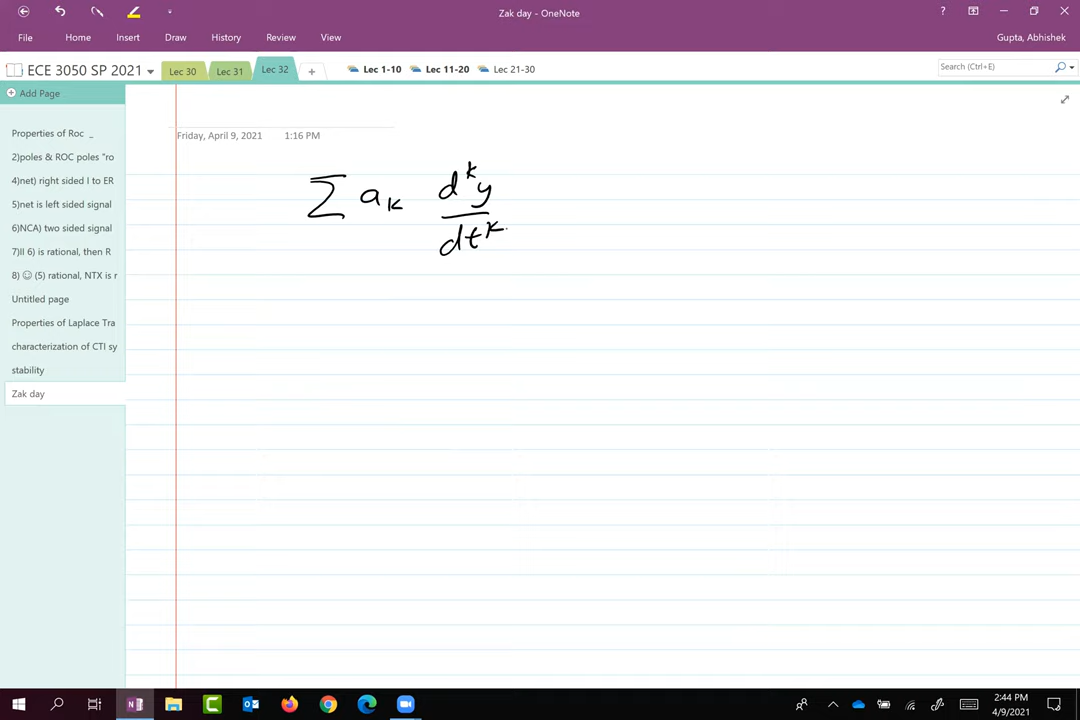 Zak day - OneNote
?
File Home Insert Draw History Review View
Gupta, Abhishek
ECE 3050 SP 2021
Lec 30 Lec 31 Lec 32 + Lec 1-10 Lec 11-20 Lec 21-30
Search (Ctrl+E)
Add Page
Properties of Roc _
2)poles & ROC poles "ro
4)net) right sided I to ER
5)net is left sided signal
6)NCA) two sided signal
7)II 6) is rational, then R
8) ☺ (5) rational, NTX is r
Untitled page
Properties of Laplace Tra
characterization of CTI sy
stability
Zak day
Friday, April 9, 2021 1:16 PM
∑ aₖ dᵏy
dtᵏ
2:44 PM
4/9/2021